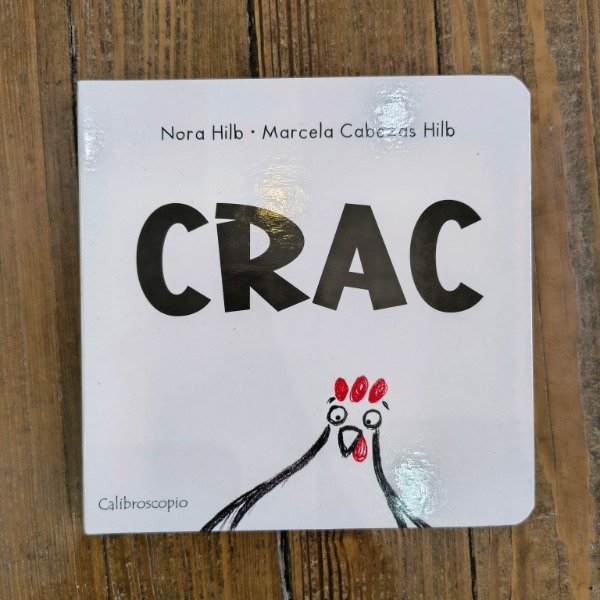 Nora Hilb • Marcela Cabezas Hilb
CRAC
Calibroscopio